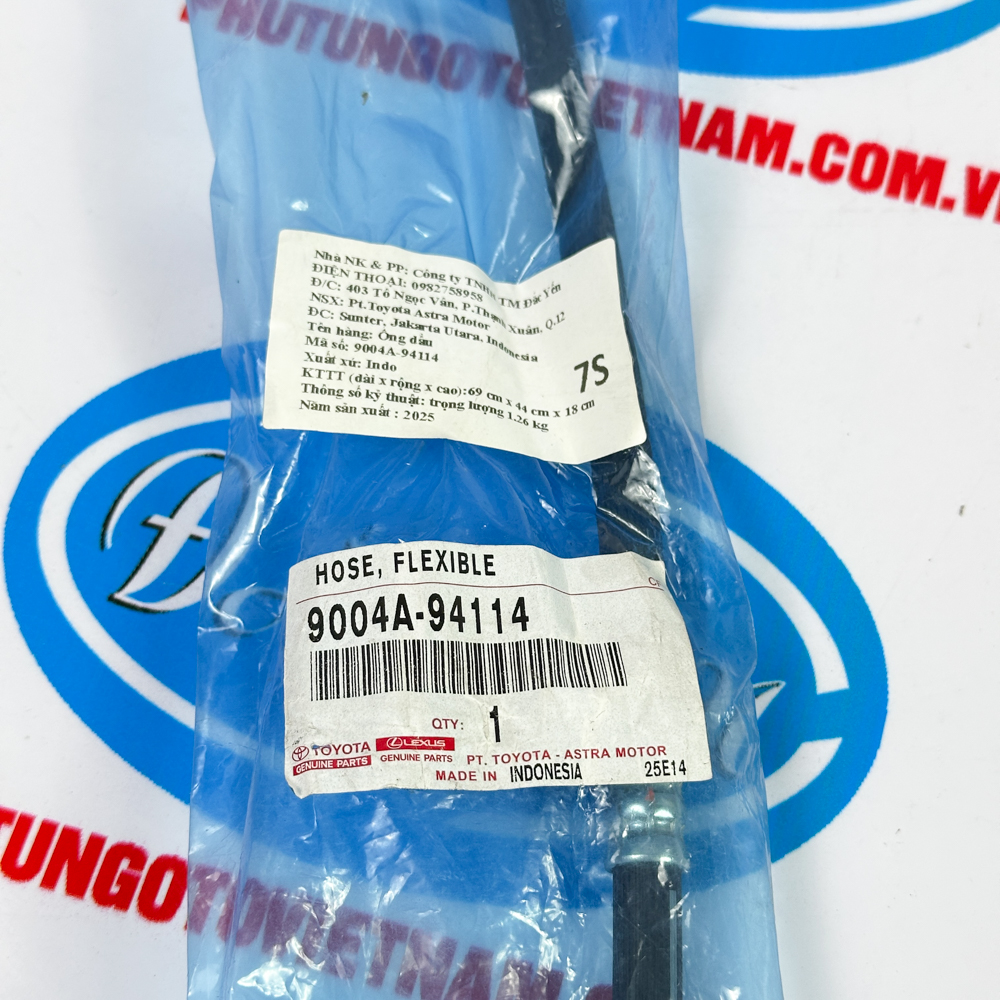 PHUTUNGOTOVIETNAM.COM.VN
Nhà NK & PP: Công ty TNHH TM Đắc Yến
ĐIỆN THOẠI: 0982758958
Đ/C: 403 Tô Ngọc Vân, P.Thạnh Xuân, Q.12
NSX: Pt.Toyota Astra Motor
ĐC: Sunter, Jakarta Utara, Indonesia
Tên hàng: Ống dầu
Mã số: 9004A-94114
Xuất xứ: Indo
7S
KTTT (dài x rộng x cao):69 cm x 44 cm x 18 cm
Thông số kỹ thuật: trọng lượng 1.26 kg
Năm sản xuất : 2025
HOSE, FLEXIBLE
9004A-94114
QTY: 1
TOYOTA LEXUS PT. TOYOTA - ASTRA MOTOR
GENUINE PARTS GENUINE PARTS
MADE IN INDONESIA 25E14
TUNGOTOVIETNAM.COM